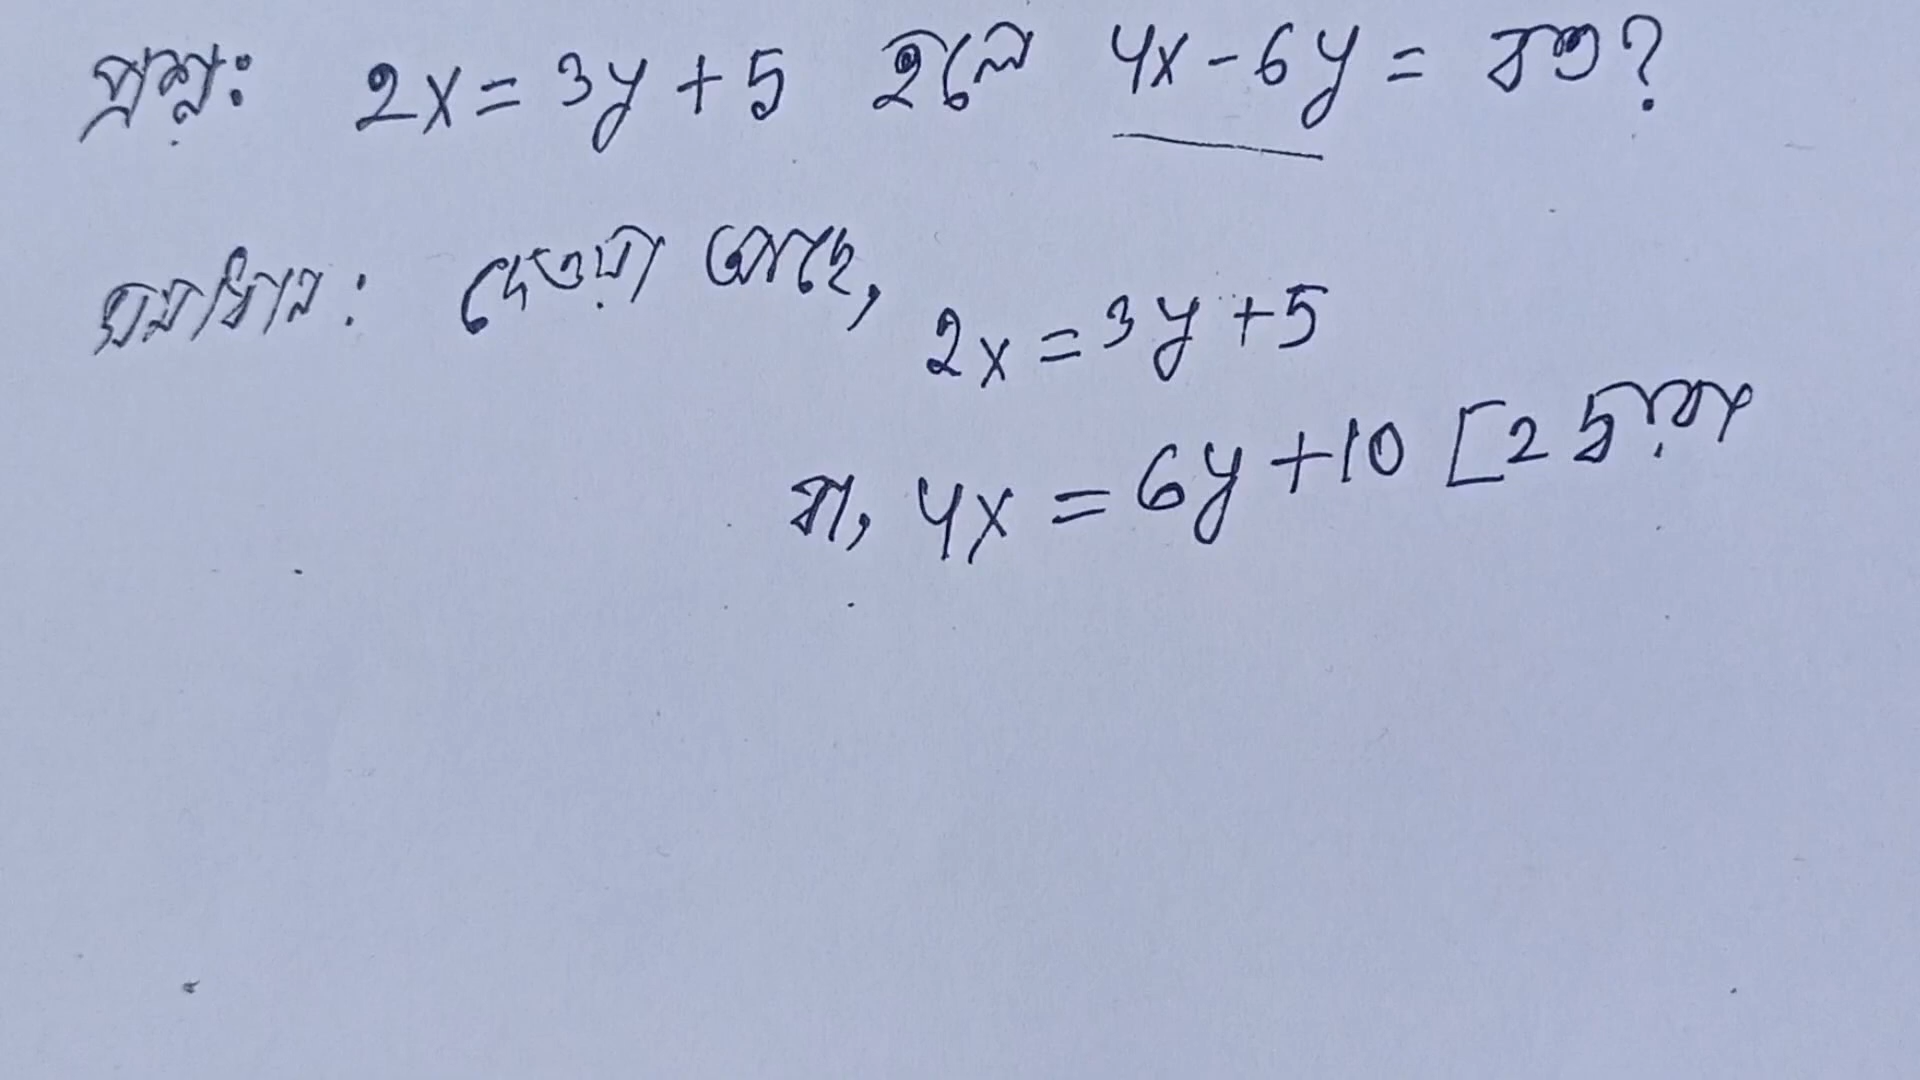 প্রশ্ন: 2x = 3y + 5 হলে 4x - 6y = কত?
সমাধান: দেওয়া আছে,
2x = 3y + 5
বা, 4x = 6y + 10 [2